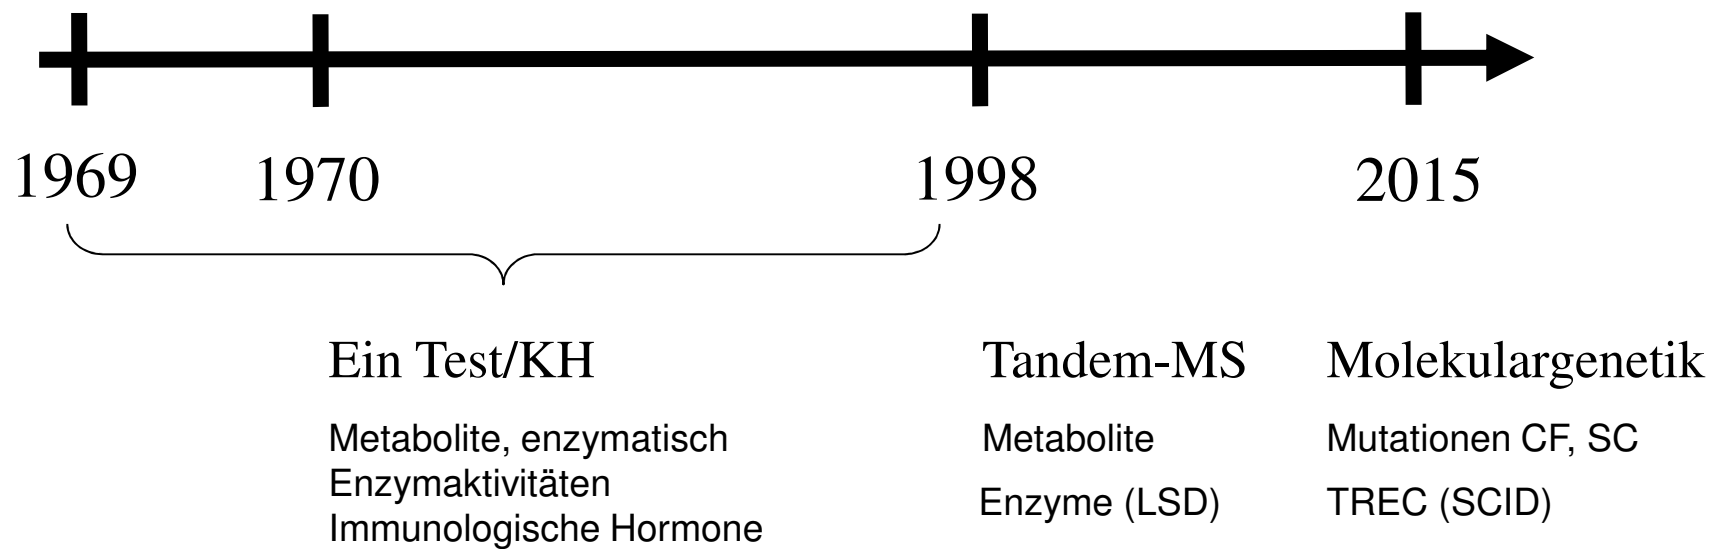 1969 1970 1998 2015
Ein Test/KH Tandem-MS Molekulargenetik
Metabolite, enzymatisch Metabolite Mutationen CF, SC
Enzymaktivitäten Enzyme (LSD) TREC (SCID)
Immunologische Hormone